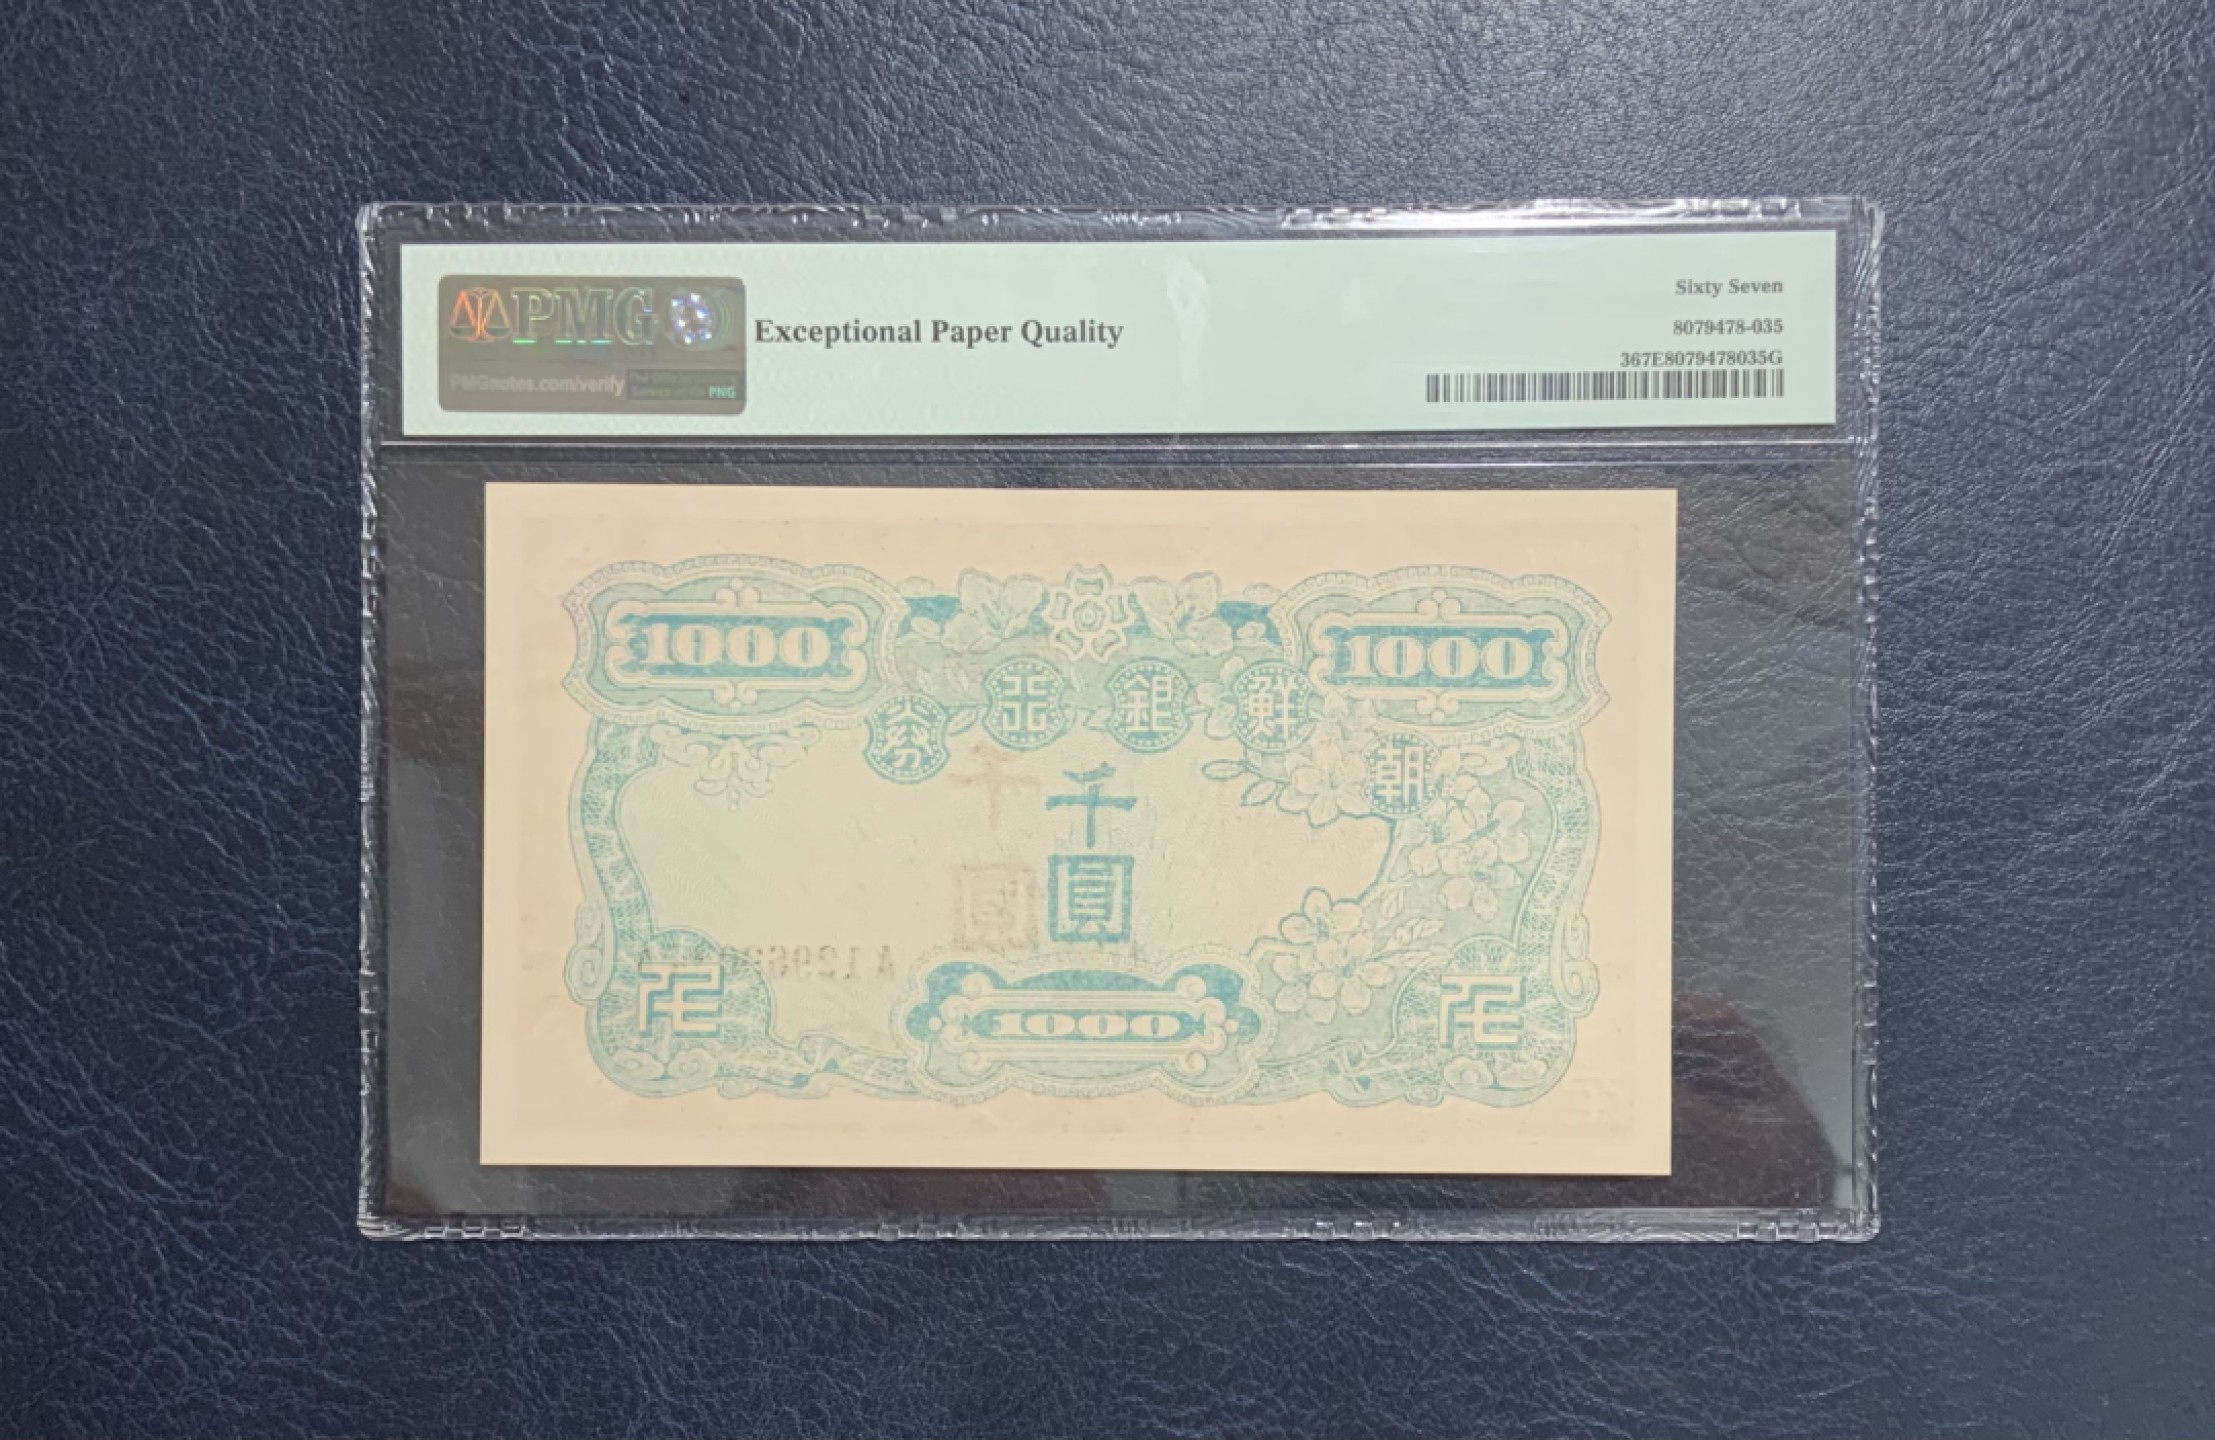 PMG
PMGnotes.com/verify
PNG
Exceptional Paper Quality
Sixty Seven
8079478-035
367E8079478035G
1000
1000
朝鮮銀行券
千圓
1000